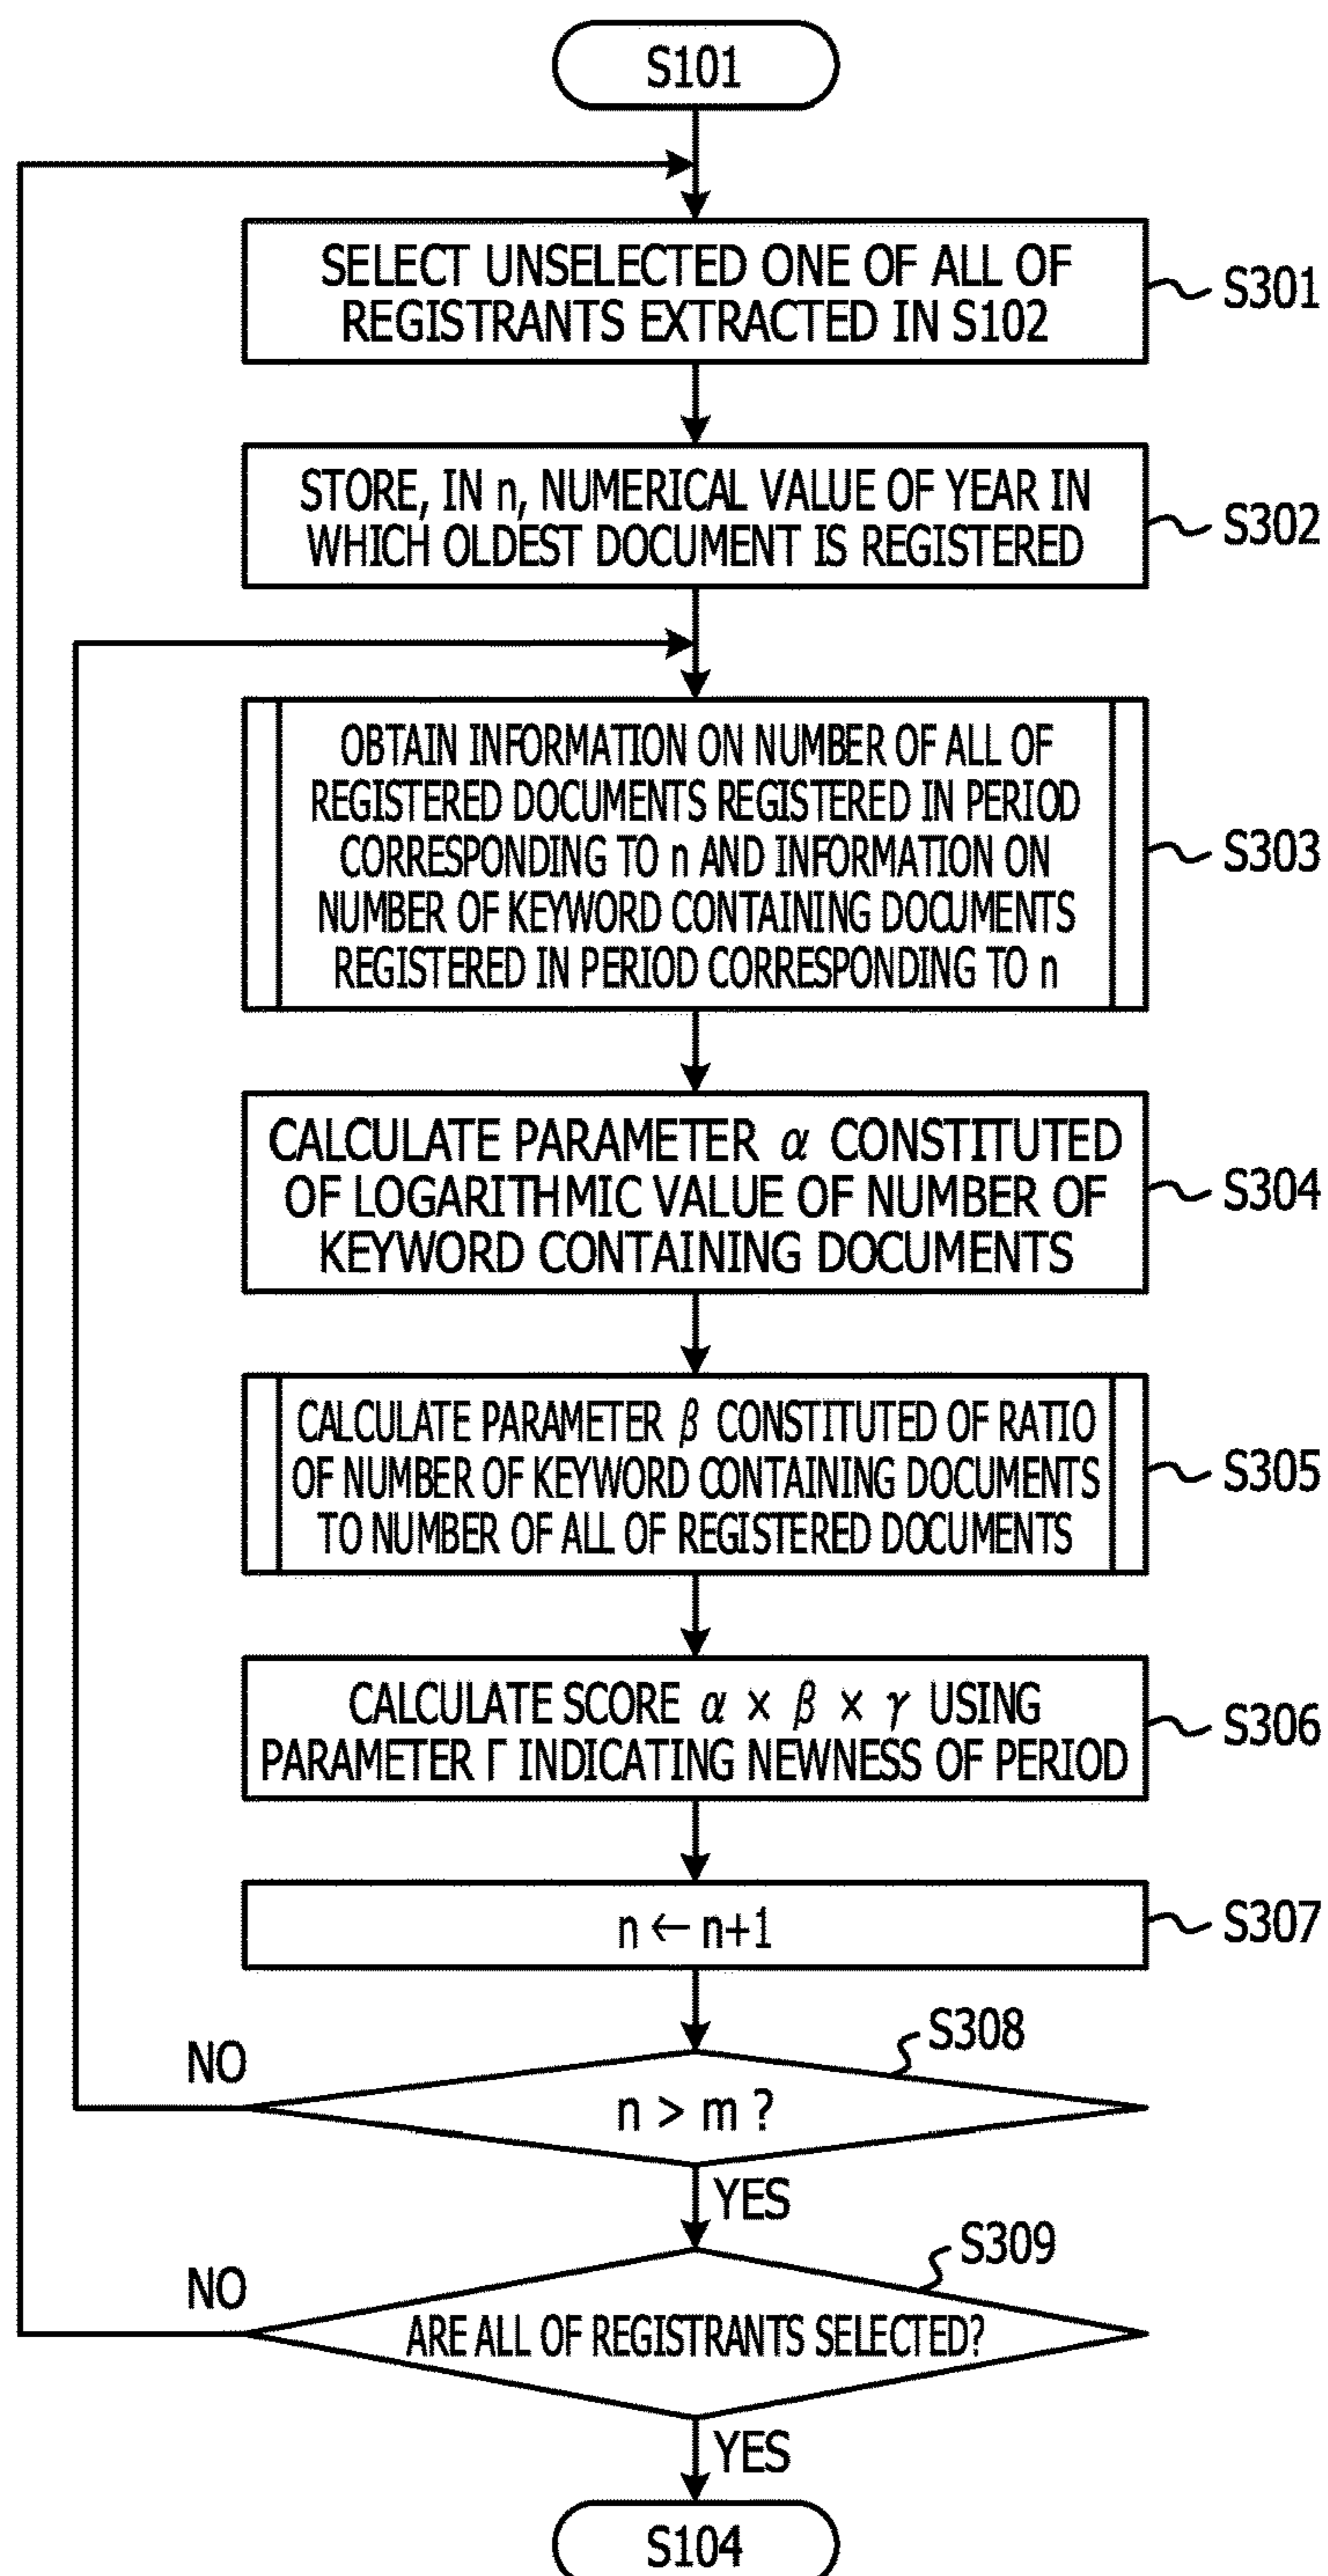 S101
SELECT UNSELECTED ONE OF ALL OF
REGISTRANTS EXTRACTED IN S102
S301
STORE, IN n, NUMERICAL VALUE OF YEAR IN
WHICH OLDEST DOCUMENT IS REGISTERED
S302
OBTAIN INFORMATION ON NUMBER OF ALL OF
REGISTERED DOCUMENTS REGISTERED IN PERIOD
CORRESPONDING TO n AND INFORMATION ON
NUMBER OF KEYWORD CONTAINING DOCUMENTS
REGISTERED IN PERIOD CORRESPONDING TO n
S303
CALCULATE PARAMETER α CONSTITUTED
OF LOGARITHMIC VALUE OF NUMBER OF
KEYWORD CONTAINING DOCUMENTS
S304
CALCULATE PARAMETER β CONSTITUTED OF RATIO
OF NUMBER OF KEYWORD CONTAINING DOCUMENTS
TO NUMBER OF ALL OF REGISTERED DOCUMENTS
S305
CALCULATE SCORE α × β × γ USING
PARAMETER Γ INDICATING NEWNESS OF PERIOD
S306
n ← n+1
S307
S308
NO
n > m ?
YES
S309
NO
ARE ALL OF REGISTRANTS SELECTED?
YES
S104